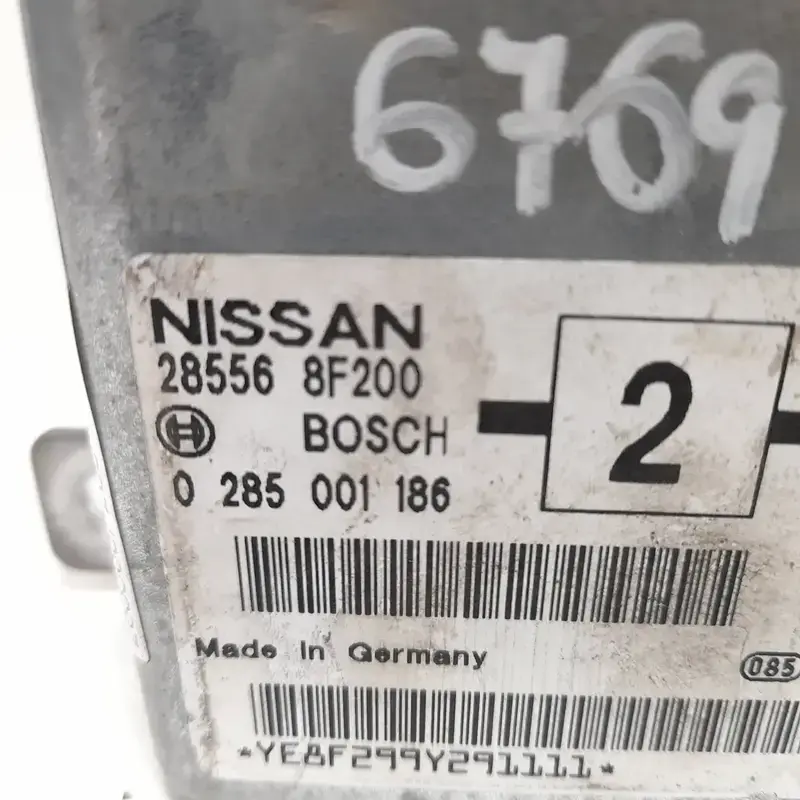 6769
NISSAN
28556 8F200
BOSCH
2
0 285 001 186
Made In Germany
085
*YE8F299Y291111*